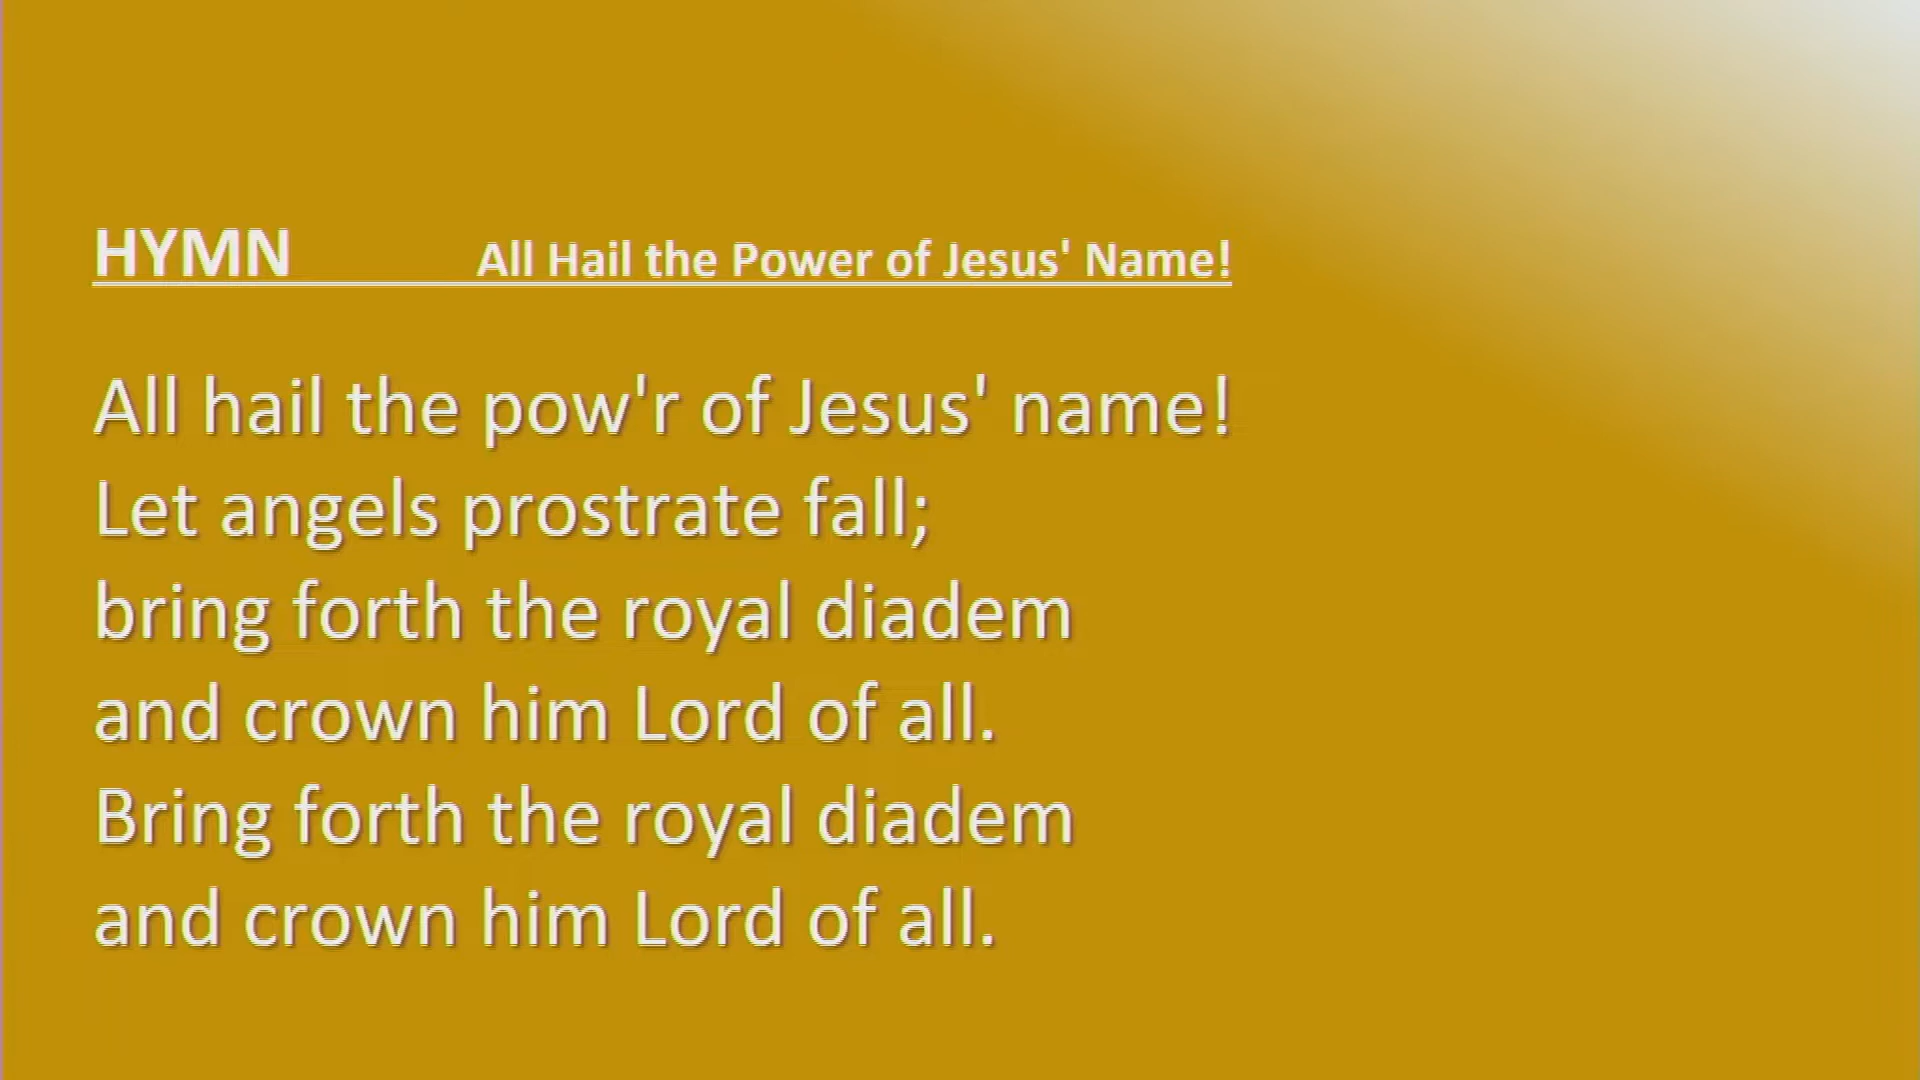 HYMN All Hail the Power of Jesus' Name!
All hail the pow'r of Jesus' name!
Let angels prostrate fall;
bring forth the royal diadem
and crown him Lord of all.
Bring forth the royal diadem
and crown him Lord of all.